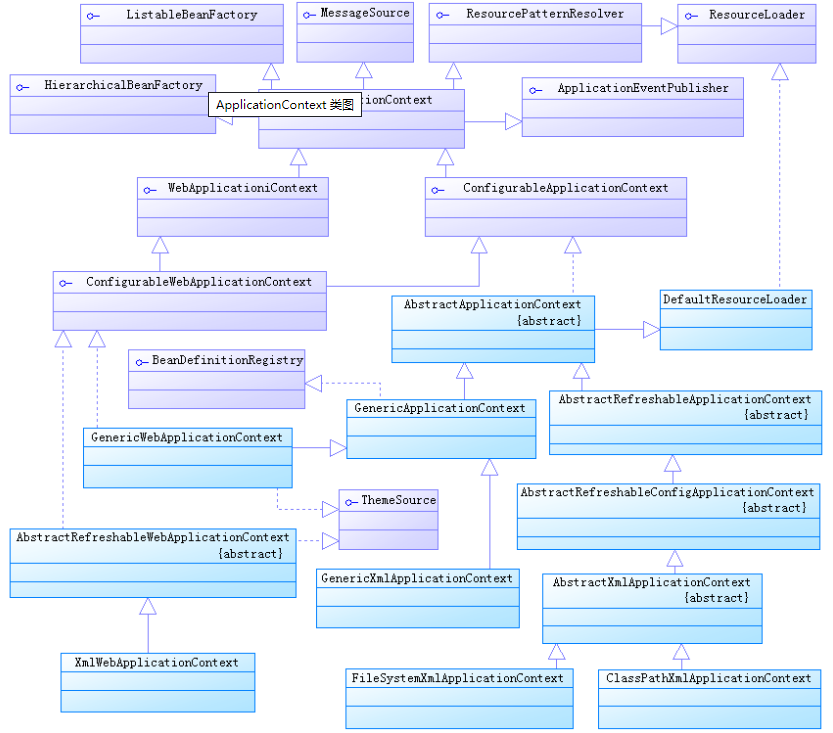 ListableBeanFactory
MessageSource
ResourcePatternResolver
ResourceLoader
HierarchicalBeanFactory
ApplicationContext 类图
ionContext
ApplicationEventPublisher
WebApplicationiContext
ConfigurableApplicationContext
ConfigurableWebApplicationContext
AbstractApplicationContext
{abstract}
DefaultResourceLoader
BeanDefinitionRegistry
GenericApplicationContext
AbstractRefreshableApplicationContext
{abstract}
GenericWebApplicationContext
ThemeSource
AbstractRefreshableConfigApplicationContext
{abstract}
AbstractRefreshableWebApplicationContext
{abstract}
GenericXmlApplicationContext
AbstractXmlApplicationContext
{abstract}
XmlWebApplicationContext
FileSystemXmlApplicationContext
ClassPathXmlApplicationContext